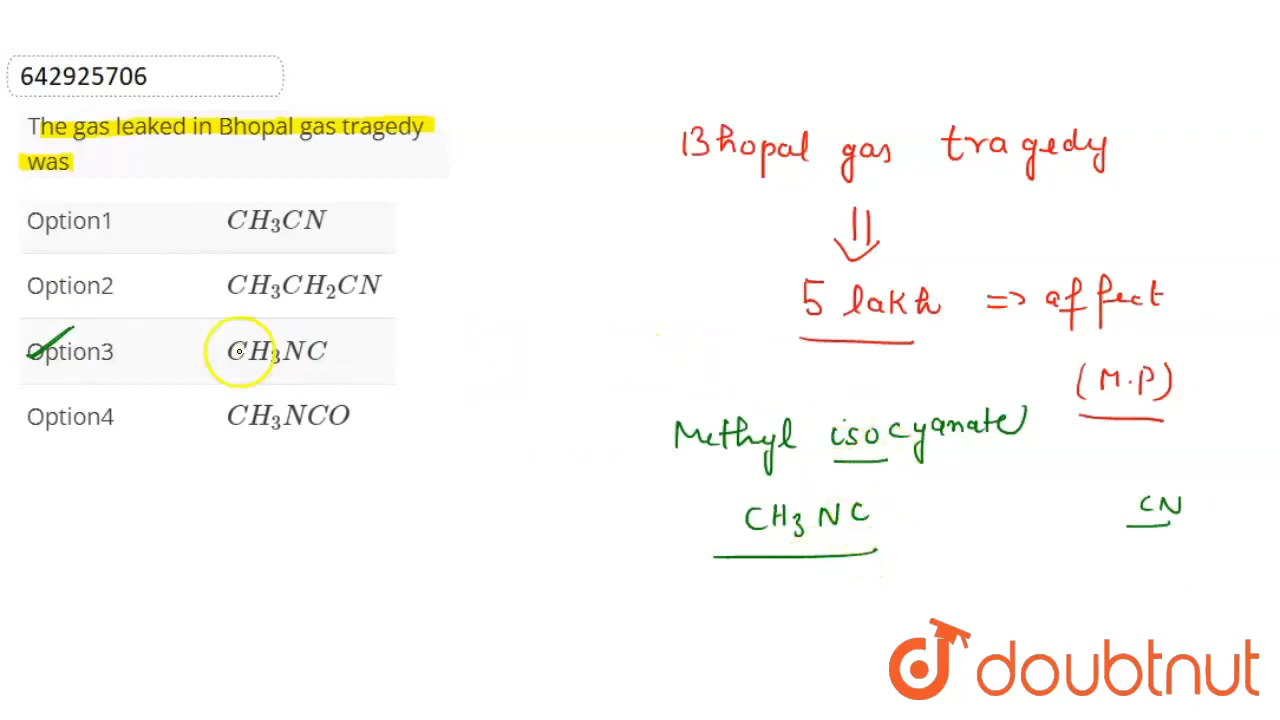 642925706
The gas leaked in Bhopal gas tragedy
was
Option1 CH₃CN
Option2 CH₃CH₂CN
Option3 CH₃NC
Option4 CH₃NCO
Bhopal gas tragedy
⇓
5 lakh => affect
(M.P)
Methyl isocyanate
CH₃NC
CN
doubtnut